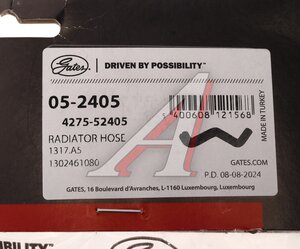 Gates
DRIVEN BY POSSIBILITY™
05-2405
4275-52405
5 400608 121568
RADIATOR HOSE
1317.A5
1302461080
MADE IN TURKEY
GATES.COM
P.D. 08-08-2024
GATES, 16 Boulevard d'Avranches, L-1160 Luxembourg, Luxembourg